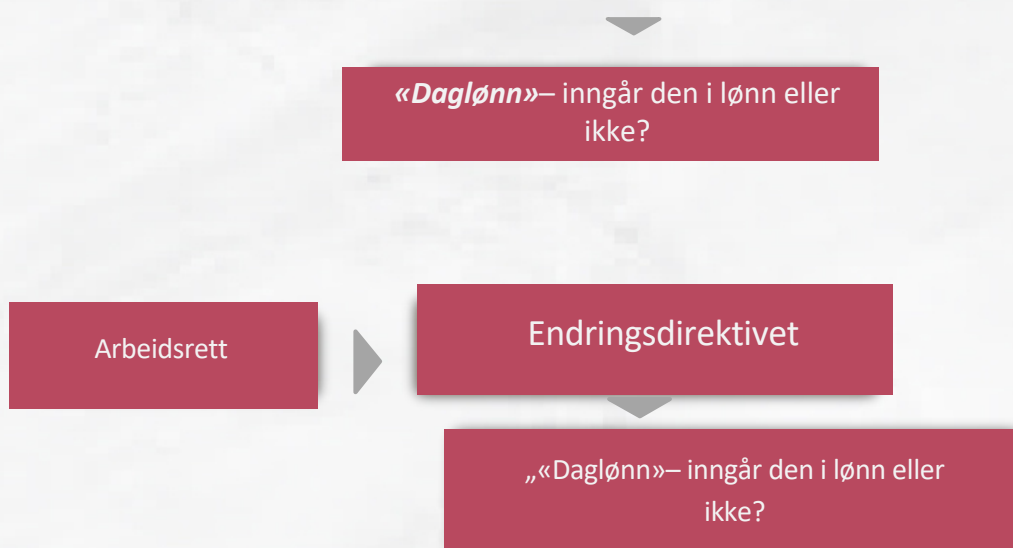 «Daglønn»– inngår den i lønn eller
ikke?
Arbeidsrett
Endringsdirektivet
„«Daglønn»– inngår den i lønn eller
ikke?